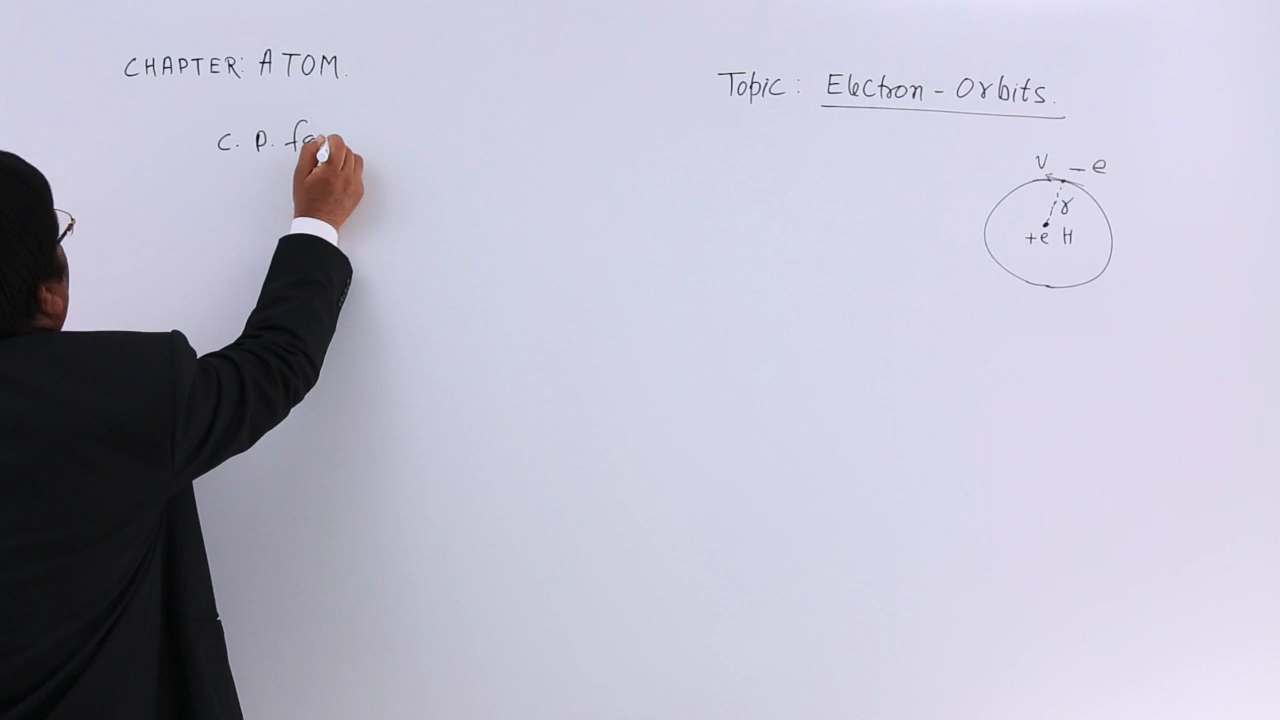 CHAPTER: ATOM.
Topic: Electron - Orbits.
C. P.
V - e
r
+e H